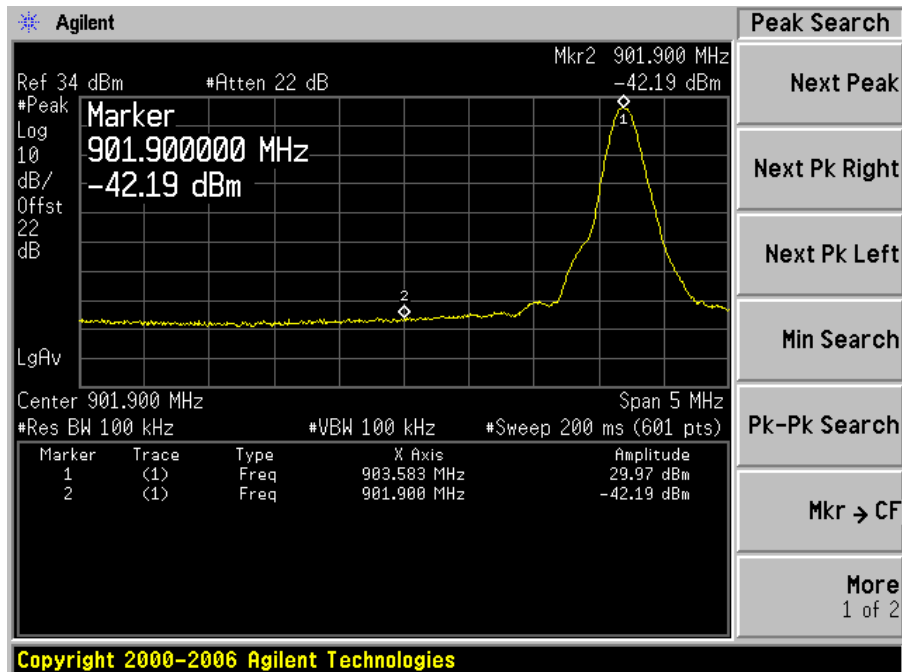 Agilent
Peak Search
Mkr2 901.900 MHz
Ref 34 dBm #Atten 22 dB -42.19 dBm
#Peak
Log
10
dB/
Offst
22
dB
LgAv
Marker
901.900000 MHz
-42.19 dBm
1
2
Center 901.900 MHz Span 5 MHz
#Res BW 100 kHz #VBW 100 kHz #Sweep 200 ms (601 pts)
Marker Trace Type X Axis Amplitude
1 (1) Freq 903.583 MHz 29.97 dBm
2 (1) Freq 901.900 MHz -42.19 dBm
Next Peak
Next Pk Right
Next Pk Left
Min Search
Pk-Pk Search
Mkr → CF
More
1 of 2
Copyright 2000-2006 Agilent Technologies